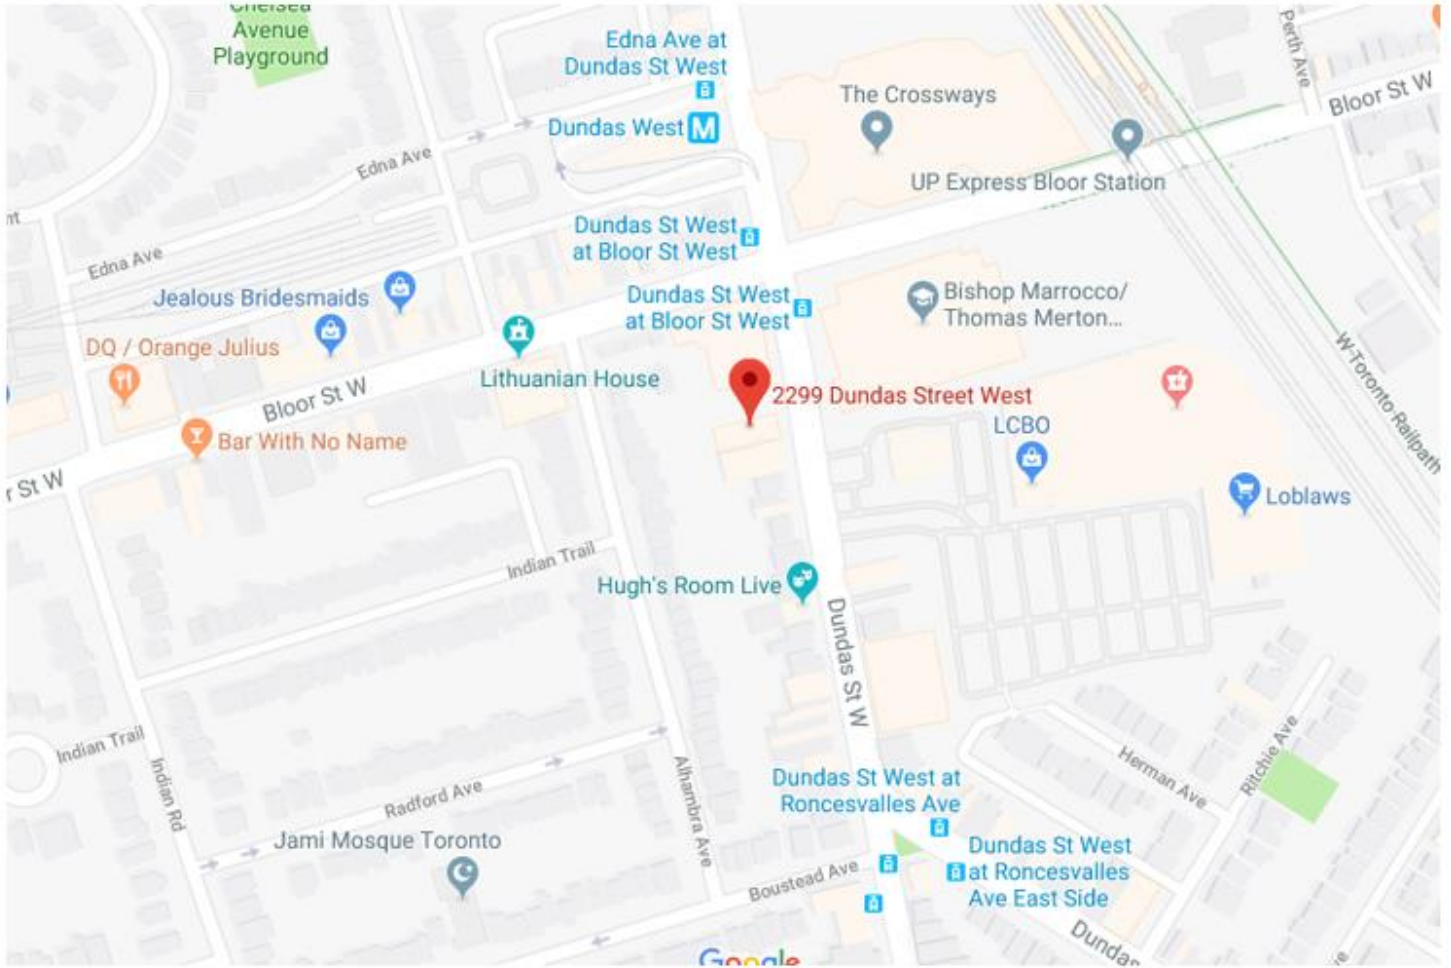 Chelsea
Avenue
Playground
Edna Ave at
Dundas St West
Perth Ave
Bloor St W
The Crossways
Dundas West M
Edna Ave
UP Express Bloor Station
nt
Dundas St West
at Bloor St West
Edna Ave
Jealous Bridesmaids
Dundas St West
at Bloor St West
Bishop Marrocco/
Thomas Merton...
DQ / Orange Julius
Lithuanian House
W-Toronto-Railpath
Bloor St W
2299 Dundas Street West
LCBO
Bar With No Name
r St W
Loblaws
Indian Trail
Hugh's Room Live
Dundas St W
Indian Trail
Indian Rd
Radford Ave
Alhambra Ave
Herman Ave
Ritchie Ave
Dundas St West at
Roncesvalles Ave
Jami Mosque Toronto
Dundas St West
at Roncesvalles
Ave East Side
Boustead Ave
Dundas
Google